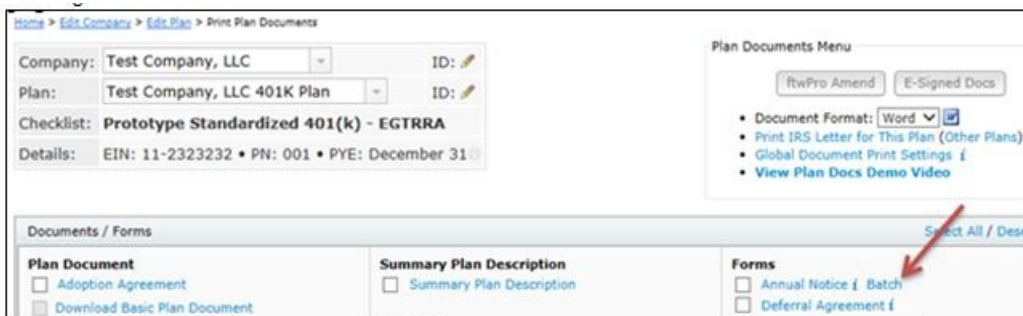 Home > Edit Company > Edit Plan > Print Plan Documents
Company: Test Company, LLC ID:
Plan: Test Company, LLC 401K Plan ID:
Checklist: Prototype Standardized 401(k) - EGTRRA
Details: EIN: 11-2323232 • PN: 001 • PYE: December 31
Plan Documents Menu
ftwPro Amend E-Signed Docs
• Document Format: Word
• Print IRS Letter for This Plan (Other Plans)
• Global Document Print Settings i
• View Plan Docs Demo Video
Documents / Forms
Select All / Dese
Plan Document
Adoption Agreement
Download Basic Plan Document
Summary Plan Description
Summary Plan Description
Forms
Annual Notice i Batch
Deferral Agreement i